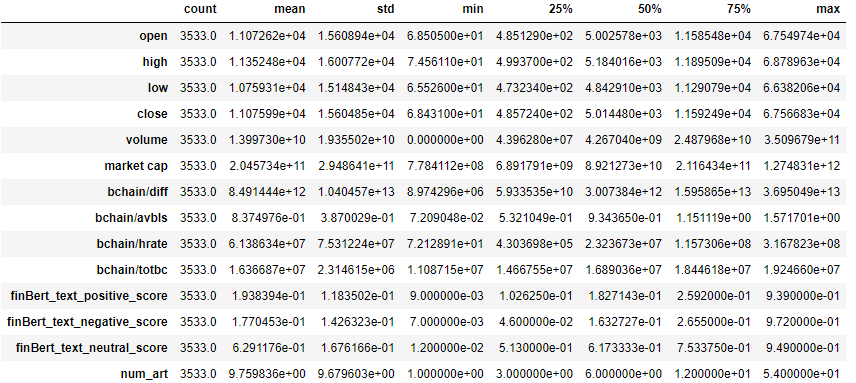 count mean std min 25% 50% 75% max
open 3533.0 1.107262e+04 1.560894e+04 6.850500e+01 4.851290e+02 5.002578e+03 1.158548e+04 6.754974e+04
high 3533.0 1.135248e+04 1.600772e+04 7.456110e+01 4.993700e+02 5.184016e+03 1.189509e+04 6.878963e+04
low 3533.0 1.075931e+04 1.514843e+04 6.552600e+01 4.732340e+02 4.842910e+03 1.129079e+04 6.638206e+04
close 3533.0 1.107599e+04 1.560485e+04 6.843100e+01 4.857240e+02 5.014480e+03 1.159249e+04 6.756683e+04
volume 3533.0 1.399730e+10 1.935502e+10 0.000000e+00 4.396280e+07 4.267040e+09 2.487968e+10 3.509679e+11
market cap 3533.0 2.045734e+11 2.948641e+11 7.784112e+08 6.891791e+09 8.921273e+10 2.116434e+11 1.274831e+12
bchain/diff 3533.0 8.491444e+12 1.040457e+13 8.974296e+06 5.933535e+10 3.007384e+12 1.595865e+13 3.695049e+13
bchain/avbls 3533.0 8.374976e-01 3.870029e-01 7.209048e-02 5.321049e-01 9.343650e-01 1.151119e+00 1.571701e+00
bchain/hrate 3533.0 6.138634e+07 7.531224e+07 7.212891e+01 4.303698e+05 2.323673e+07 1.157306e+08 3.167823e+08
bchain/totbc 3533.0 1.636687e+07 2.314615e+06 1.108715e+07 1.466755e+07 1.689036e+07 1.844618e+07 1.924660e+07
finBert_text_positive_score 3533.0 1.938394e-01 1.183502e-01 9.000000e-03 1.026250e-01 1.827143e-01 2.592000e-01 9.390000e-01
finBert_text_negative_score 3533.0 1.770453e-01 1.426323e-01 7.000000e-03 4.600000e-02 1.632727e-01 2.655000e-01 9.720000e-01
finBert_text_neutral_score 3533.0 6.291176e-01 1.676166e-01 1.200000e-02 5.130000e-01 6.173333e-01 7.533750e-01 9.490000e-01
num_art 3533.0 9.759836e+00 9.679603e+00 1.000000e+00 3.000000e+00 6.000000e+00 1.200000e+01 5.400000e+01